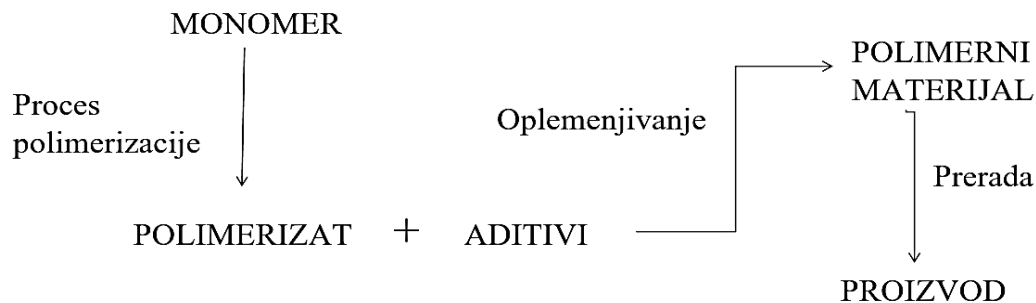 MONOMER
Proces
polimerizacije
POLIMERIZAT + ADITIVI
Oplemenjivanje
POLIMERNI
MATERIJAL
Prerada
PROIZVOD